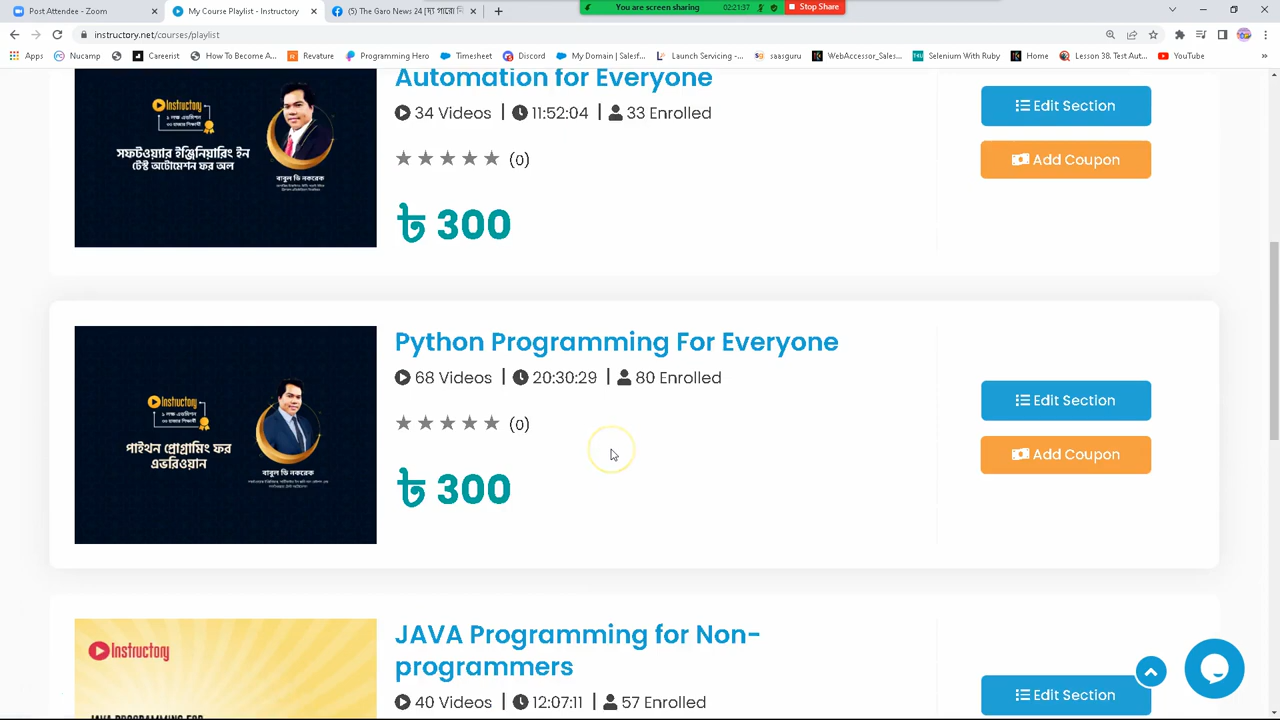 Post Attendee - Zoom
My Course Playlist - Instructory
(5) The Garo News 24
You are screen sharing
02:21:37
Stop Share
instructory.net/courses/playlist
Apps
Nucamp
Careerist
How To Become A...
Revature
Programming Hero
Timesheet
Discord
My Domain | Salesf...
Launch Servicing -...
saasguru
WebAccessor_Sales...
Selenium With Ruby
Home
Lesson 38. Test Aut...
YouTube
»
Automation for Everyone
34 Videos | 11:52:04 | 33 Enrolled
(0)
৳ 300
Edit Section
Add Coupon
Instructory
সফটওয়্যার ইঞ্জিনিয়ারিং ইন
টেস্ট অটোমেশন ফর অল
বাবুল ডি নকরেক
Python Programming For Everyone
68 Videos | 20:30:29 | 80 Enrolled
(0)
৳ 300
Edit Section
Add Coupon
Instructory
পাইথন প্রোগ্রামিং ফর
এভরিওয়ান
বাবুল ডি নকরেক
JAVA Programming for Non-
programmers
40 Videos | 12:07:11 | 57 Enrolled
Edit Section
Instructory